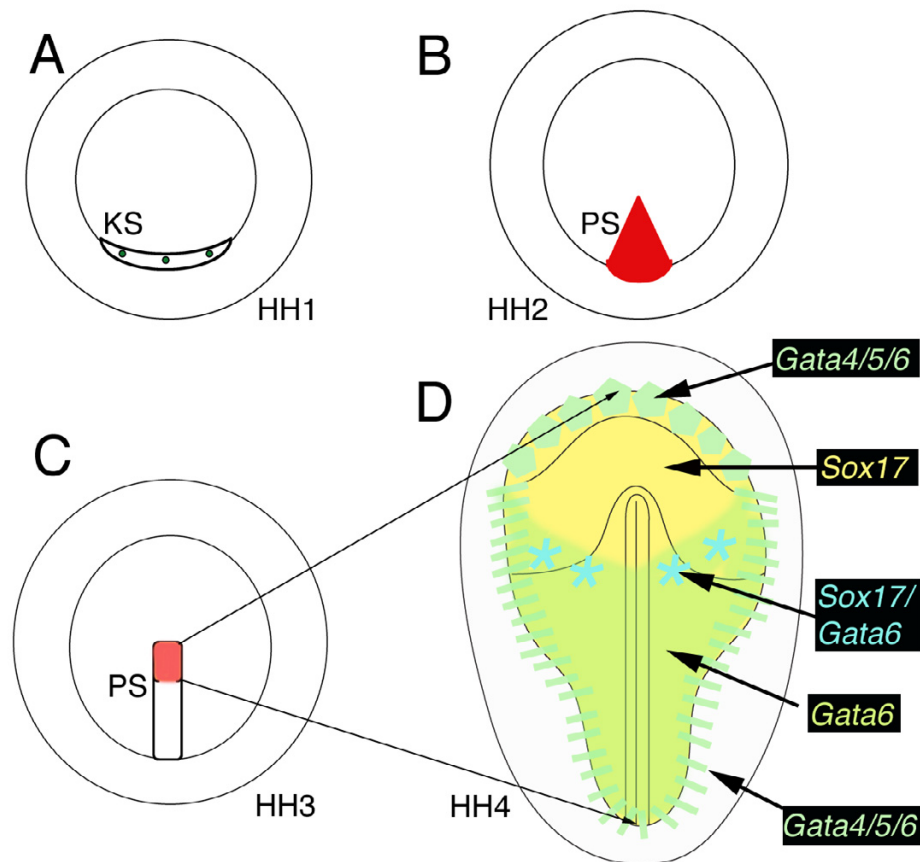 A
B
KS
PS
HH1
HH2
Gata4/5/6
D
C
Sox17
Sox17/
Gata6
PS
Gata6
HH3
HH4
Gata4/5/6